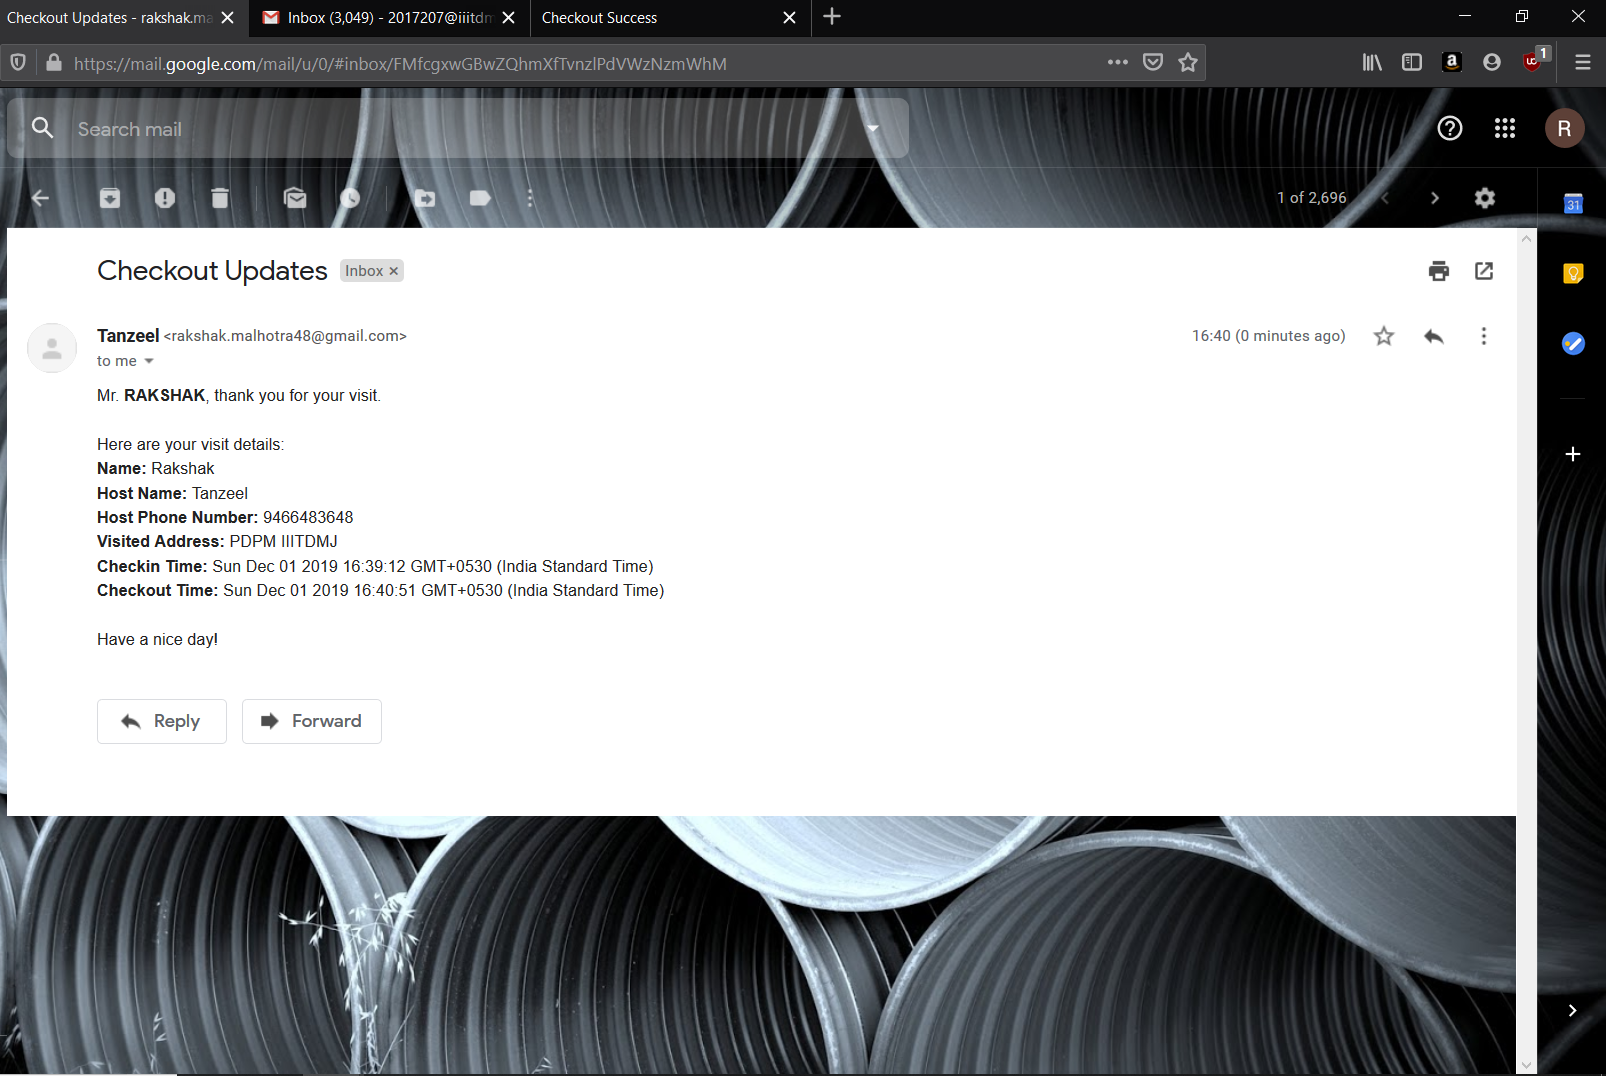 Checkout Updates - rakshak.ma
Inbox (3,049) - 2017207@iiitdm
Checkout Success
https://mail.google.com/mail/u/0/#inbox/FMfcgxwGBwZQhmXfTvnzlPdVWzNzmWhM
a
1
Search mail
R
1 of 2,696
31
Checkout Updates
Inbox ×
Tanzeel <rakshak.malhotra48@gmail.com>
16:40 (0 minutes ago)
to me
Mr. RAKSHAK, thank you for your visit.
Here are your visit details:
Name: Rakshak
Host Name: Tanzeel
Host Phone Number: 9466483648
Visited Address: PDPM IIITDMJ
Checkin Time: Sun Dec 01 2019 16:39:12 GMT+0530 (India Standard Time)
Checkout Time: Sun Dec 01 2019 16:40:51 GMT+0530 (India Standard Time)
Have a nice day!
Reply
Forward